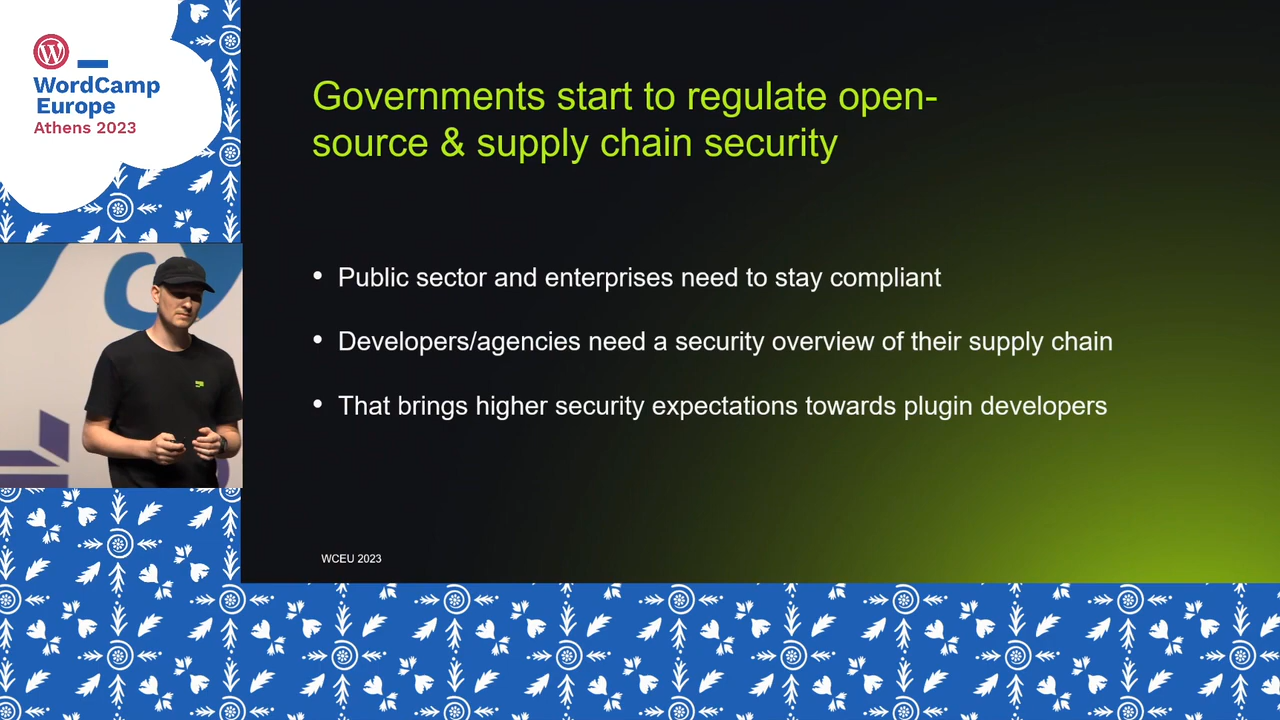 WordCamp
Europe
Athens 2023
Governments start to regulate open-
source & supply chain security
• Public sector and enterprises need to stay compliant
• Developers/agencies need a security overview of their supply chain
• That brings higher security expectations towards plugin developers
WCEU 2023